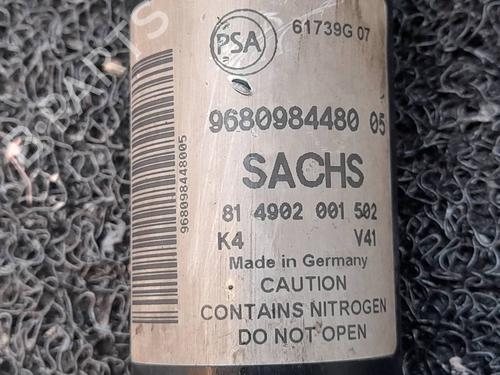 PSA 61739G 07
9680984480 05
SACHS
81 4902 001 502
K4 V41
Made in Germany
CAUTION
CONTAINS NITROGEN
DO NOT OPEN
968098448005